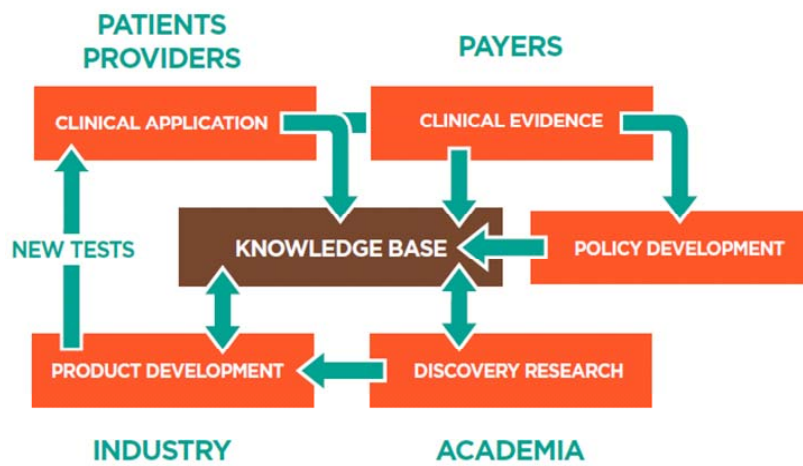 PATIENTS
PROVIDERS
PAYERS
CLINICAL APPLICATION
CLINICAL EVIDENCE
KNOWLEDGE BASE
POLICY DEVELOPMENT
NEW TESTS
PRODUCT DEVELOPMENT
DISCOVERY RESEARCH
INDUSTRY
ACADEMIA